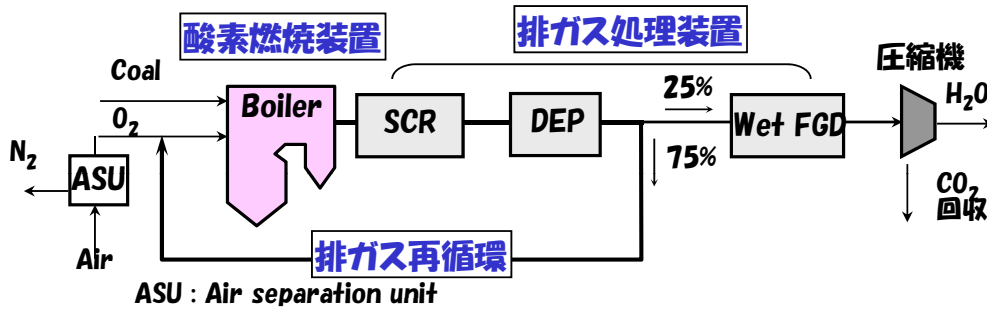 酸素燃焼装置
排ガス処理装置
圧縮機
Coal
O2
Boiler
SCR
DEP
25%
75%
Wet FGD
H2O
N2
ASU
CO2
回収
Air
排ガス再循環
ASU : Air separation unit